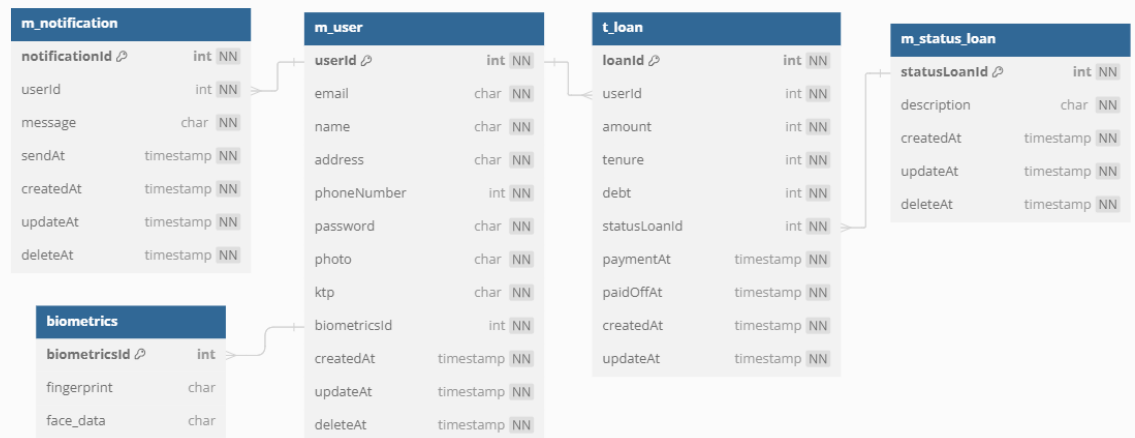 m_notification
notificationId int NN
userId int NN
message char NN
sendAt timestamp NN
createdAt timestamp NN
updateAt timestamp NN
deleteAt timestamp NN
biometrics
biometricsId int
fingerprint char
face_data char
m_user
userId int NN
email char NN
name char NN
address char NN
phoneNumber int NN
password char NN
photo char NN
ktp char NN
biometricsId int NN
createdAt timestamp NN
updateAt timestamp NN
deleteAt timestamp NN
t_loan
loanId int NN
userId int NN
amount int NN
tenure int NN
debt int NN
statusLoanId int NN
paymentAt timestamp NN
paidOffAt timestamp NN
createdAt timestamp NN
updateAt timestamp NN
m_status_loan
statusLoanId int NN
description char NN
createdAt timestamp NN
updateAt timestamp NN
deleteAt timestamp NN